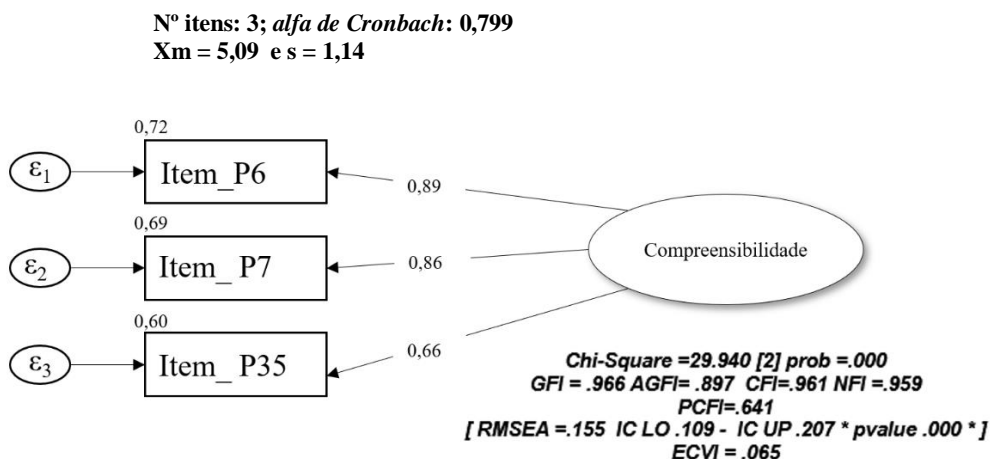 Nº itens: 3; alfa de Cronbach: 0,799
Xm = 5,09 e s = 1,14
0,72
ε1
Item_P6
0,89
0,69
ε2
Item_ P7
0,86
Compreensibilidade
0,60
ε3
Item_ P35
0,66
Chi-Square =29.940 [2] prob =.000
GFI = .966 AGFI= .897 CFI=.961 NFI =.959
PCFI=.641
[ RMSEA =.155 IC LO .109 - IC UP .207 * pvalue .000 * ]
ECVI = .065